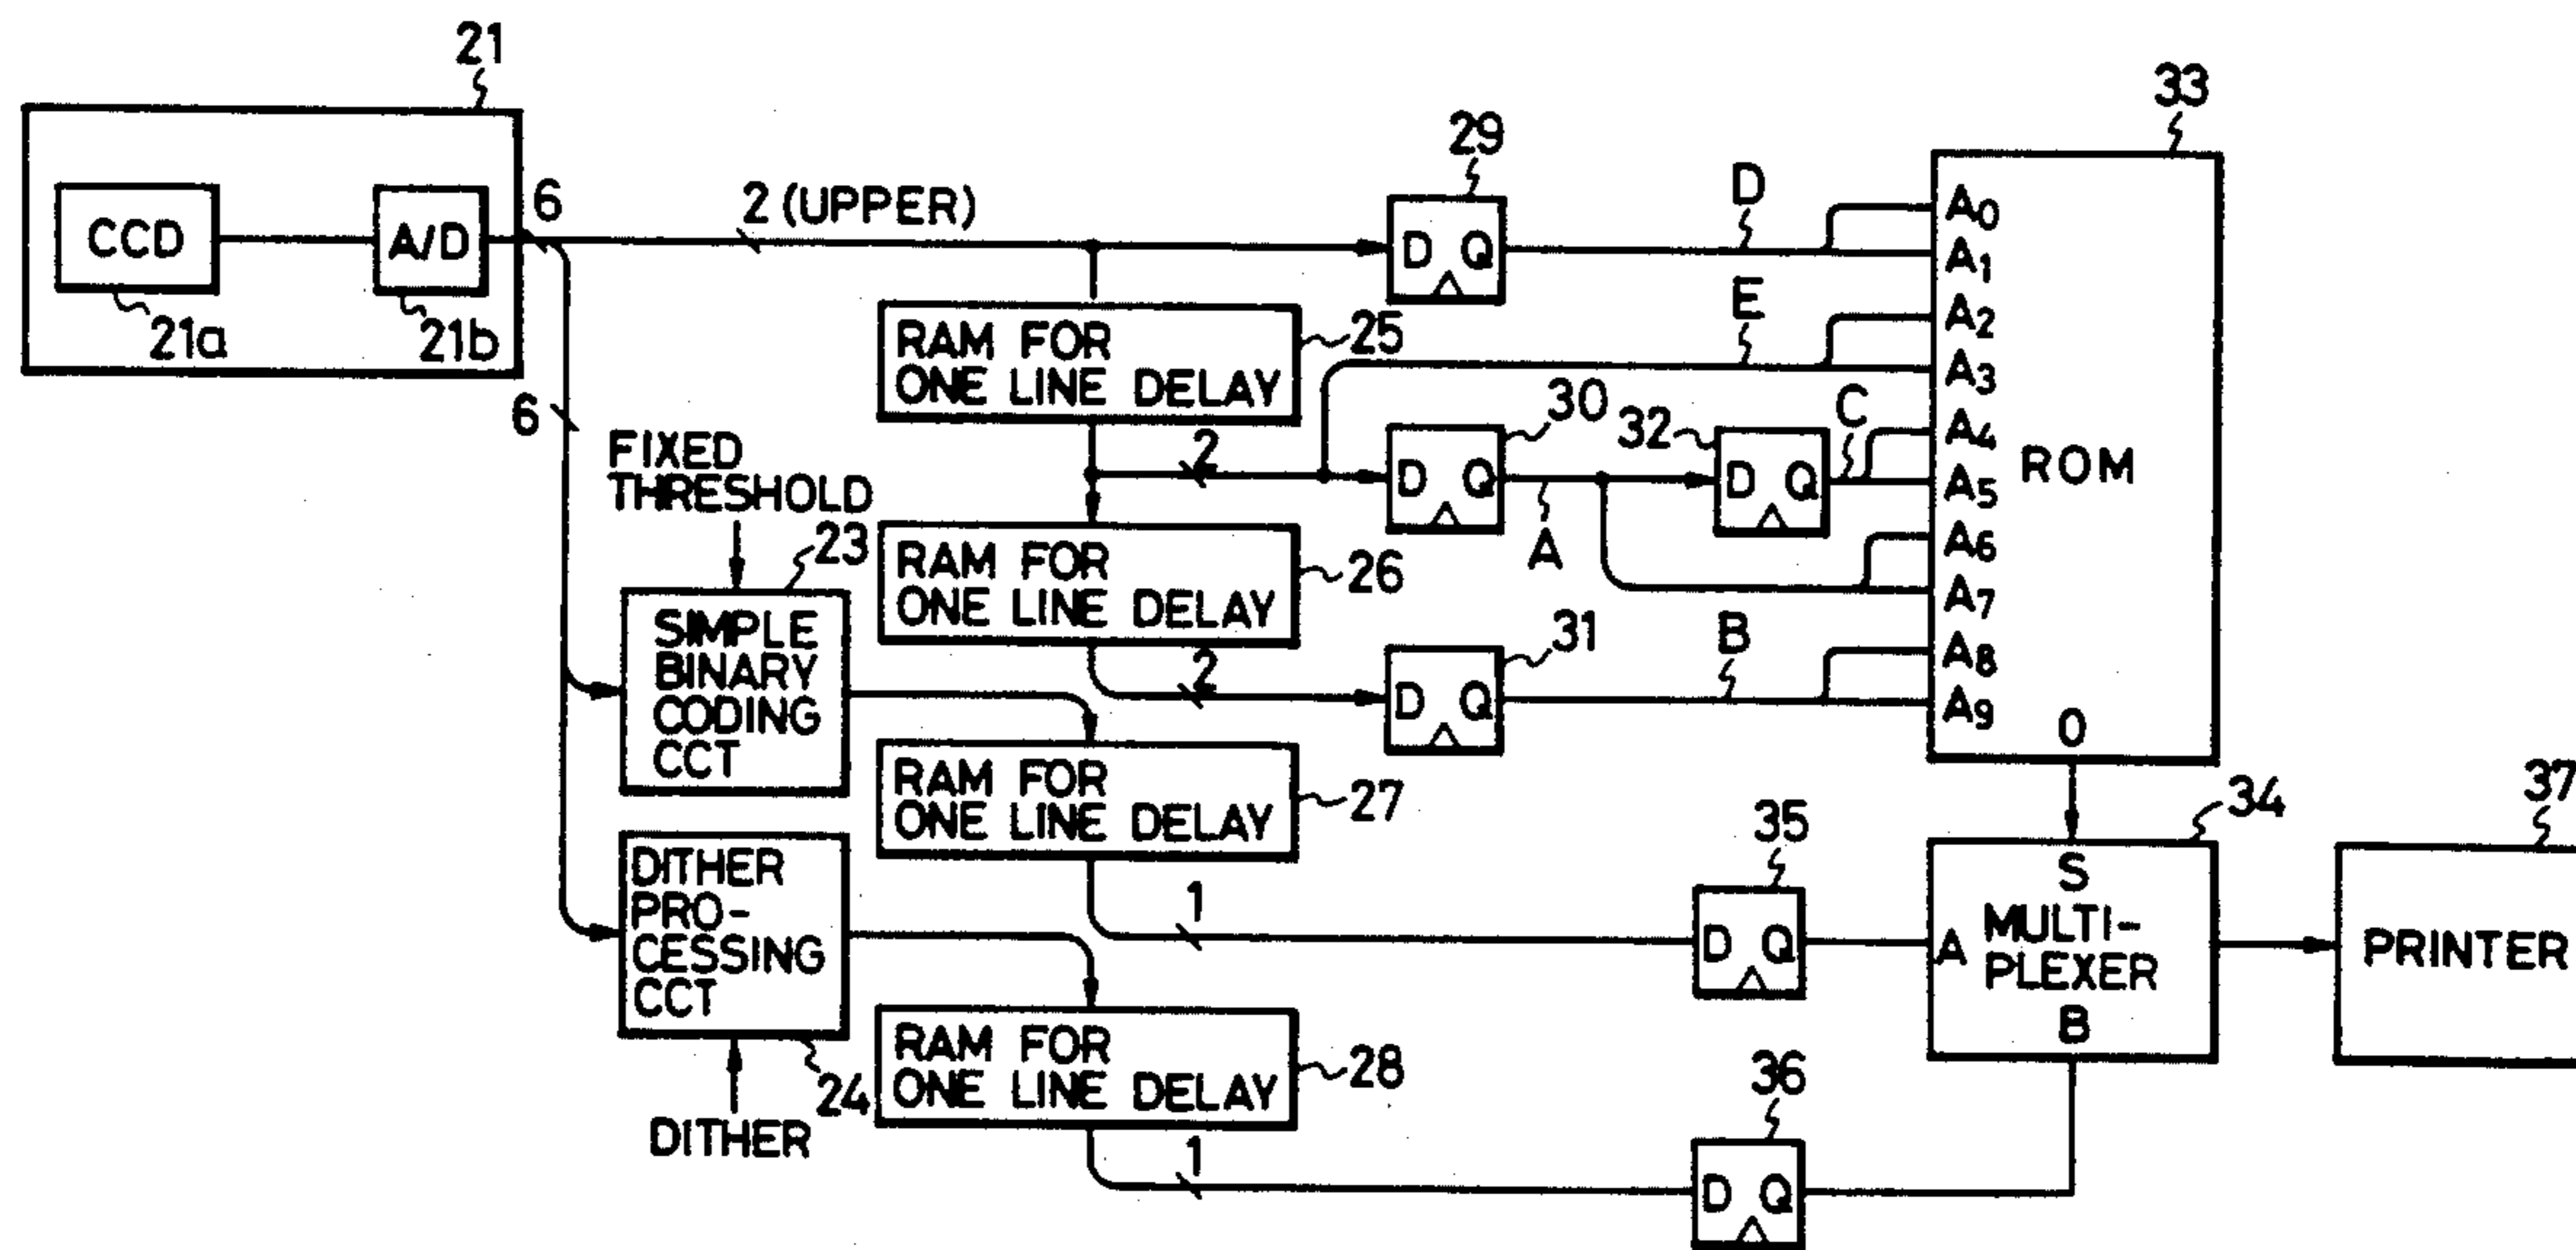 21
CCD
A/D
21a
21b
6
2 (UPPER)
6
29
D Q
D
E
33
A0
A1
A2
A3
A4
A5
A6
A7
A8
A9
ROM
O
RAM FOR
ONE LINE DELAY
25
2
30
D Q
A
32
D Q
C
FIXED
THRESHOLD
23
SIMPLE
BINARY
CODING
CCT
RAM FOR
ONE LINE DELAY
26
2
31
D Q
B
RAM FOR
ONE LINE DELAY
27
1
35
D Q
34
S
A
MULTI-
PLEXER
B
37
PRINTER
DITHER
PRO-
CESSING
CCT
24
DITHER
RAM FOR
ONE LINE DELAY
28
1
36
D Q